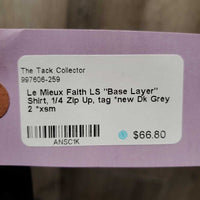 The Tack Collector
997606-259
Le Mieux Faith LS "Base Layer"
Shirt, 1/4 Zip Up, tag *new Dk Grey
2 *xsm
ANSC1K
$66.80